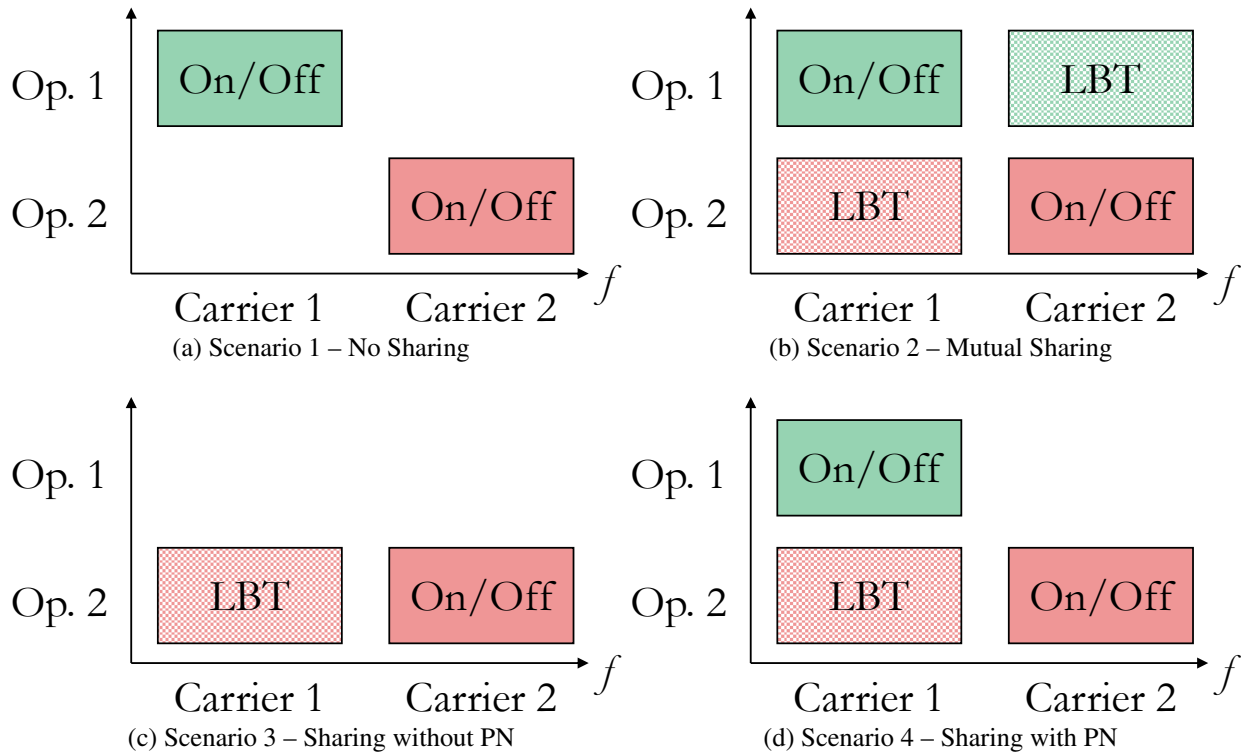 Op. 1
On/Off
Op. 2
On/Off
f
Carrier 1
Carrier 2
(a) Scenario 1 – No Sharing
Op. 1
On/Off
LBT
Op. 2
LBT
On/Off
f
Carrier 1
Carrier 2
(b) Scenario 2 – Mutual Sharing
Op. 1
Op. 2
LBT
On/Off
f
Carrier 1
Carrier 2
(c) Scenario 3 – Sharing without PN
Op. 1
On/Off
Op. 2
LBT
On/Off
f
Carrier 1
Carrier 2
(d) Scenario 4 – Sharing with PN